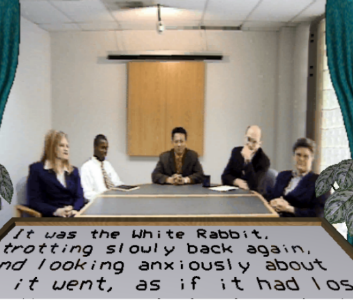 It was the White Rabbit,
trotting slowly back again,
nd looking anxiously about
it went, as if it had los